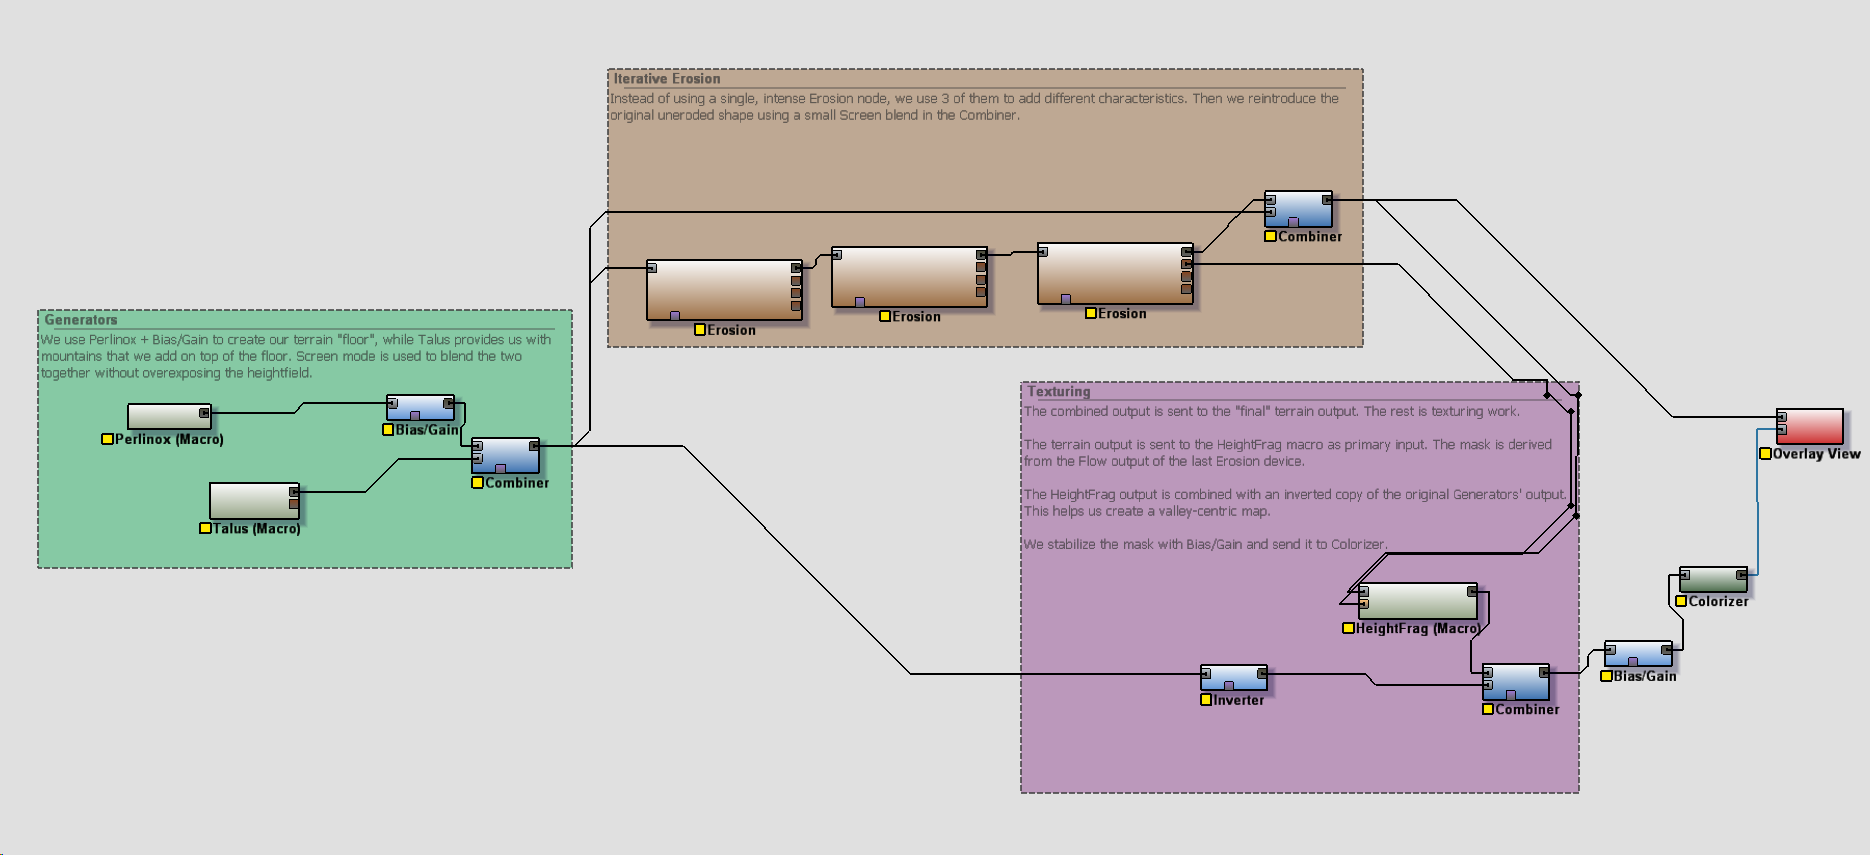 Iterative Erosion
Instead of using a single, intense Erosion node, we use 3 of them to add different characteristics. Then we reintroduce the
original uneroded shape using a small Screen blend in the Combiner.
Combiner
Erosion
Erosion
Erosion
Generators
We use Perlinox + Bias/Gain to create our terrain "floor", while Talus provides us with
mountains that we add on top of the floor. Screen mode is used to blend the two
together without overexposing the heightfield.
Perlinox (Macro)
Bias/Gain
Combiner
Talus (Macro)
Texturing
The combined output is sent to the "final" terrain output. The rest is texturing work.
The terrain output is sent to the HeightFrag macro as primary input. The mask is derived
from the Flow output of the last Erosion device.
The HeightFrag output is combined with an inverted copy of the original Generators' output.
This helps us create a valley-centric map.
We stabilize the mask with Bias/Gain and send it to Colorizer.
HeightFrag (Macro)
Inverter
Combiner
Bias/Gain
Colorizer
Overlay View